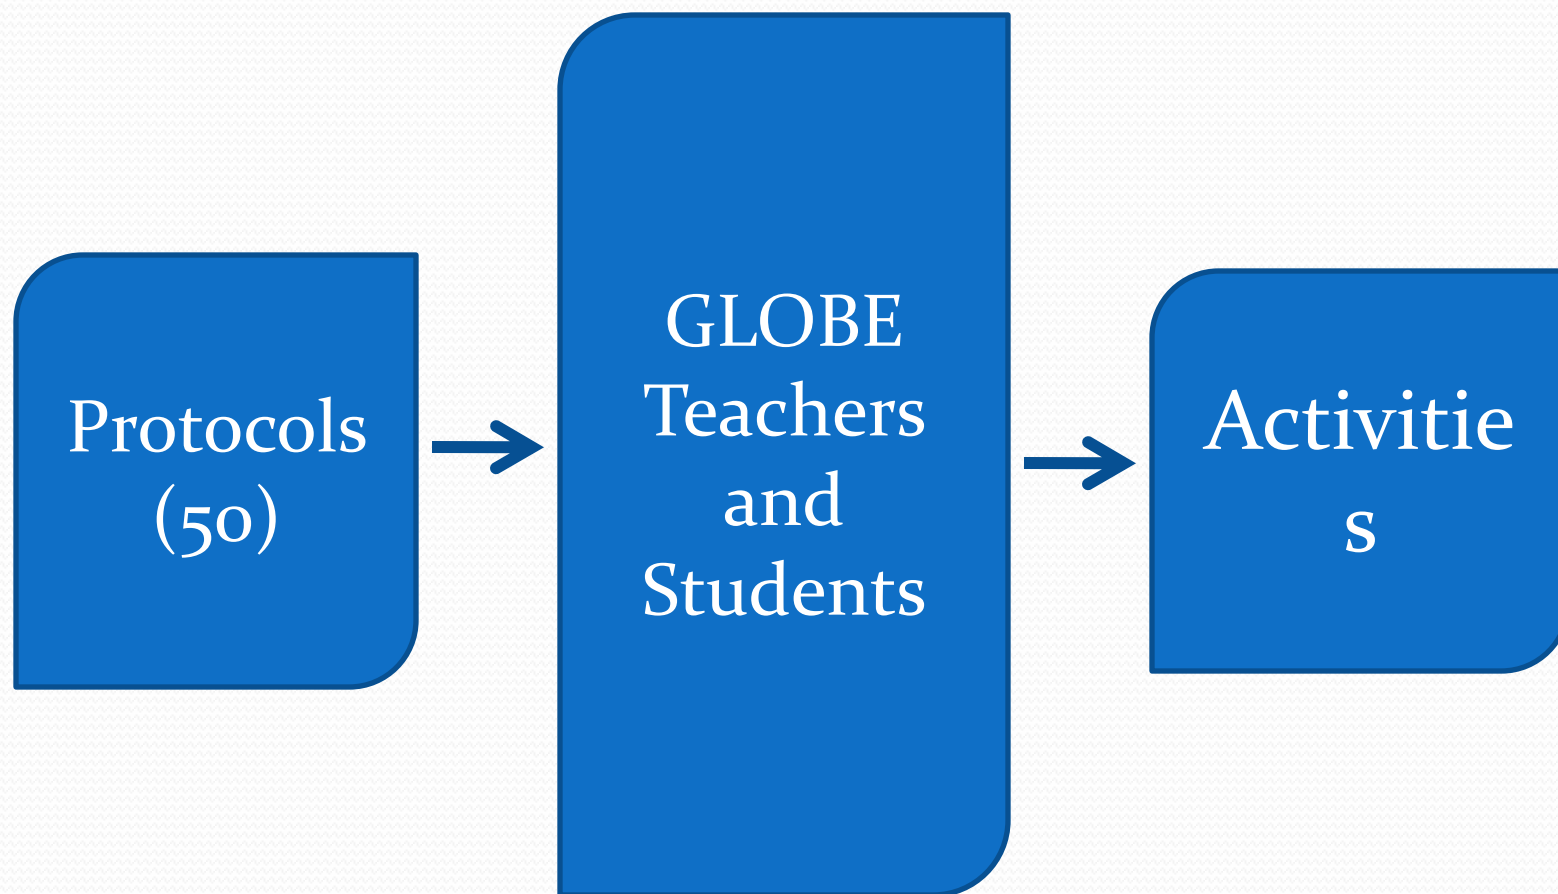 Protocols
(50)
GLOBE
Teachers
and
Students
Activitie
s